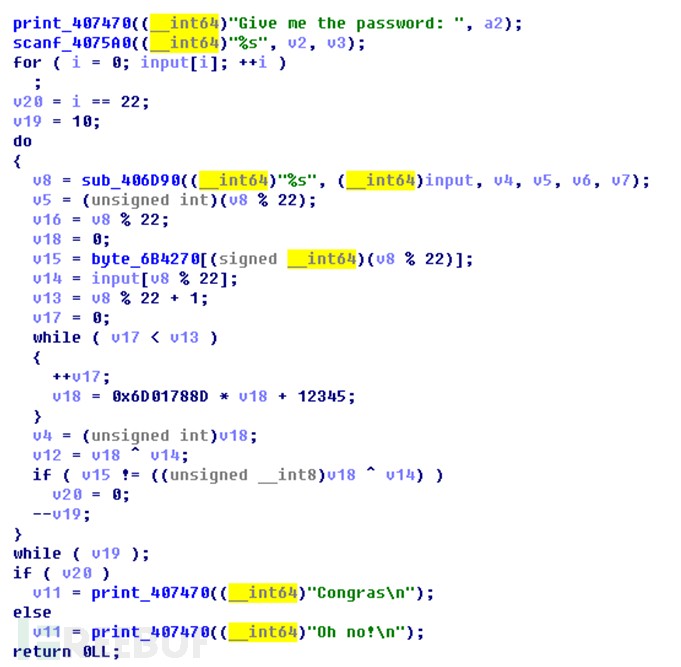 print_407470((__int64)"Give me the password: ", a2);
scanf_4075A0((__int64)"%s", v2, v3);
for ( i = 0; input[i]; ++i )
;
v20 = i == 22;
v19 = 10;
do
{
v8 = sub_406D90((__int64)"%s", (__int64)input, v4, v5, v6, v7);
v5 = (unsigned int)(v8 % 22);
v16 = v8 % 22;
v18 = 0;
v15 = byte_6B4270[(signed __int64)(v8 % 22)];
v14 = input[v8 % 22];
v13 = v8 % 22 + 1;
v17 = 0;
while ( v17 < v13 )
{
++v17;
v18 = 0x6D01788D * v18 + 12345;
}
v4 = (unsigned int)v18;
v12 = v18 ^ v14;
if ( v15 != ((unsigned __int8)v18 ^ v14) )
v20 = 0;
--v19;
}
while ( v19 );
if ( v20 )
v11 = print_407470((__int64)"Congras\n");
else
v11 = print_407470((__int64)"Oh no!\n");
return 0LL;